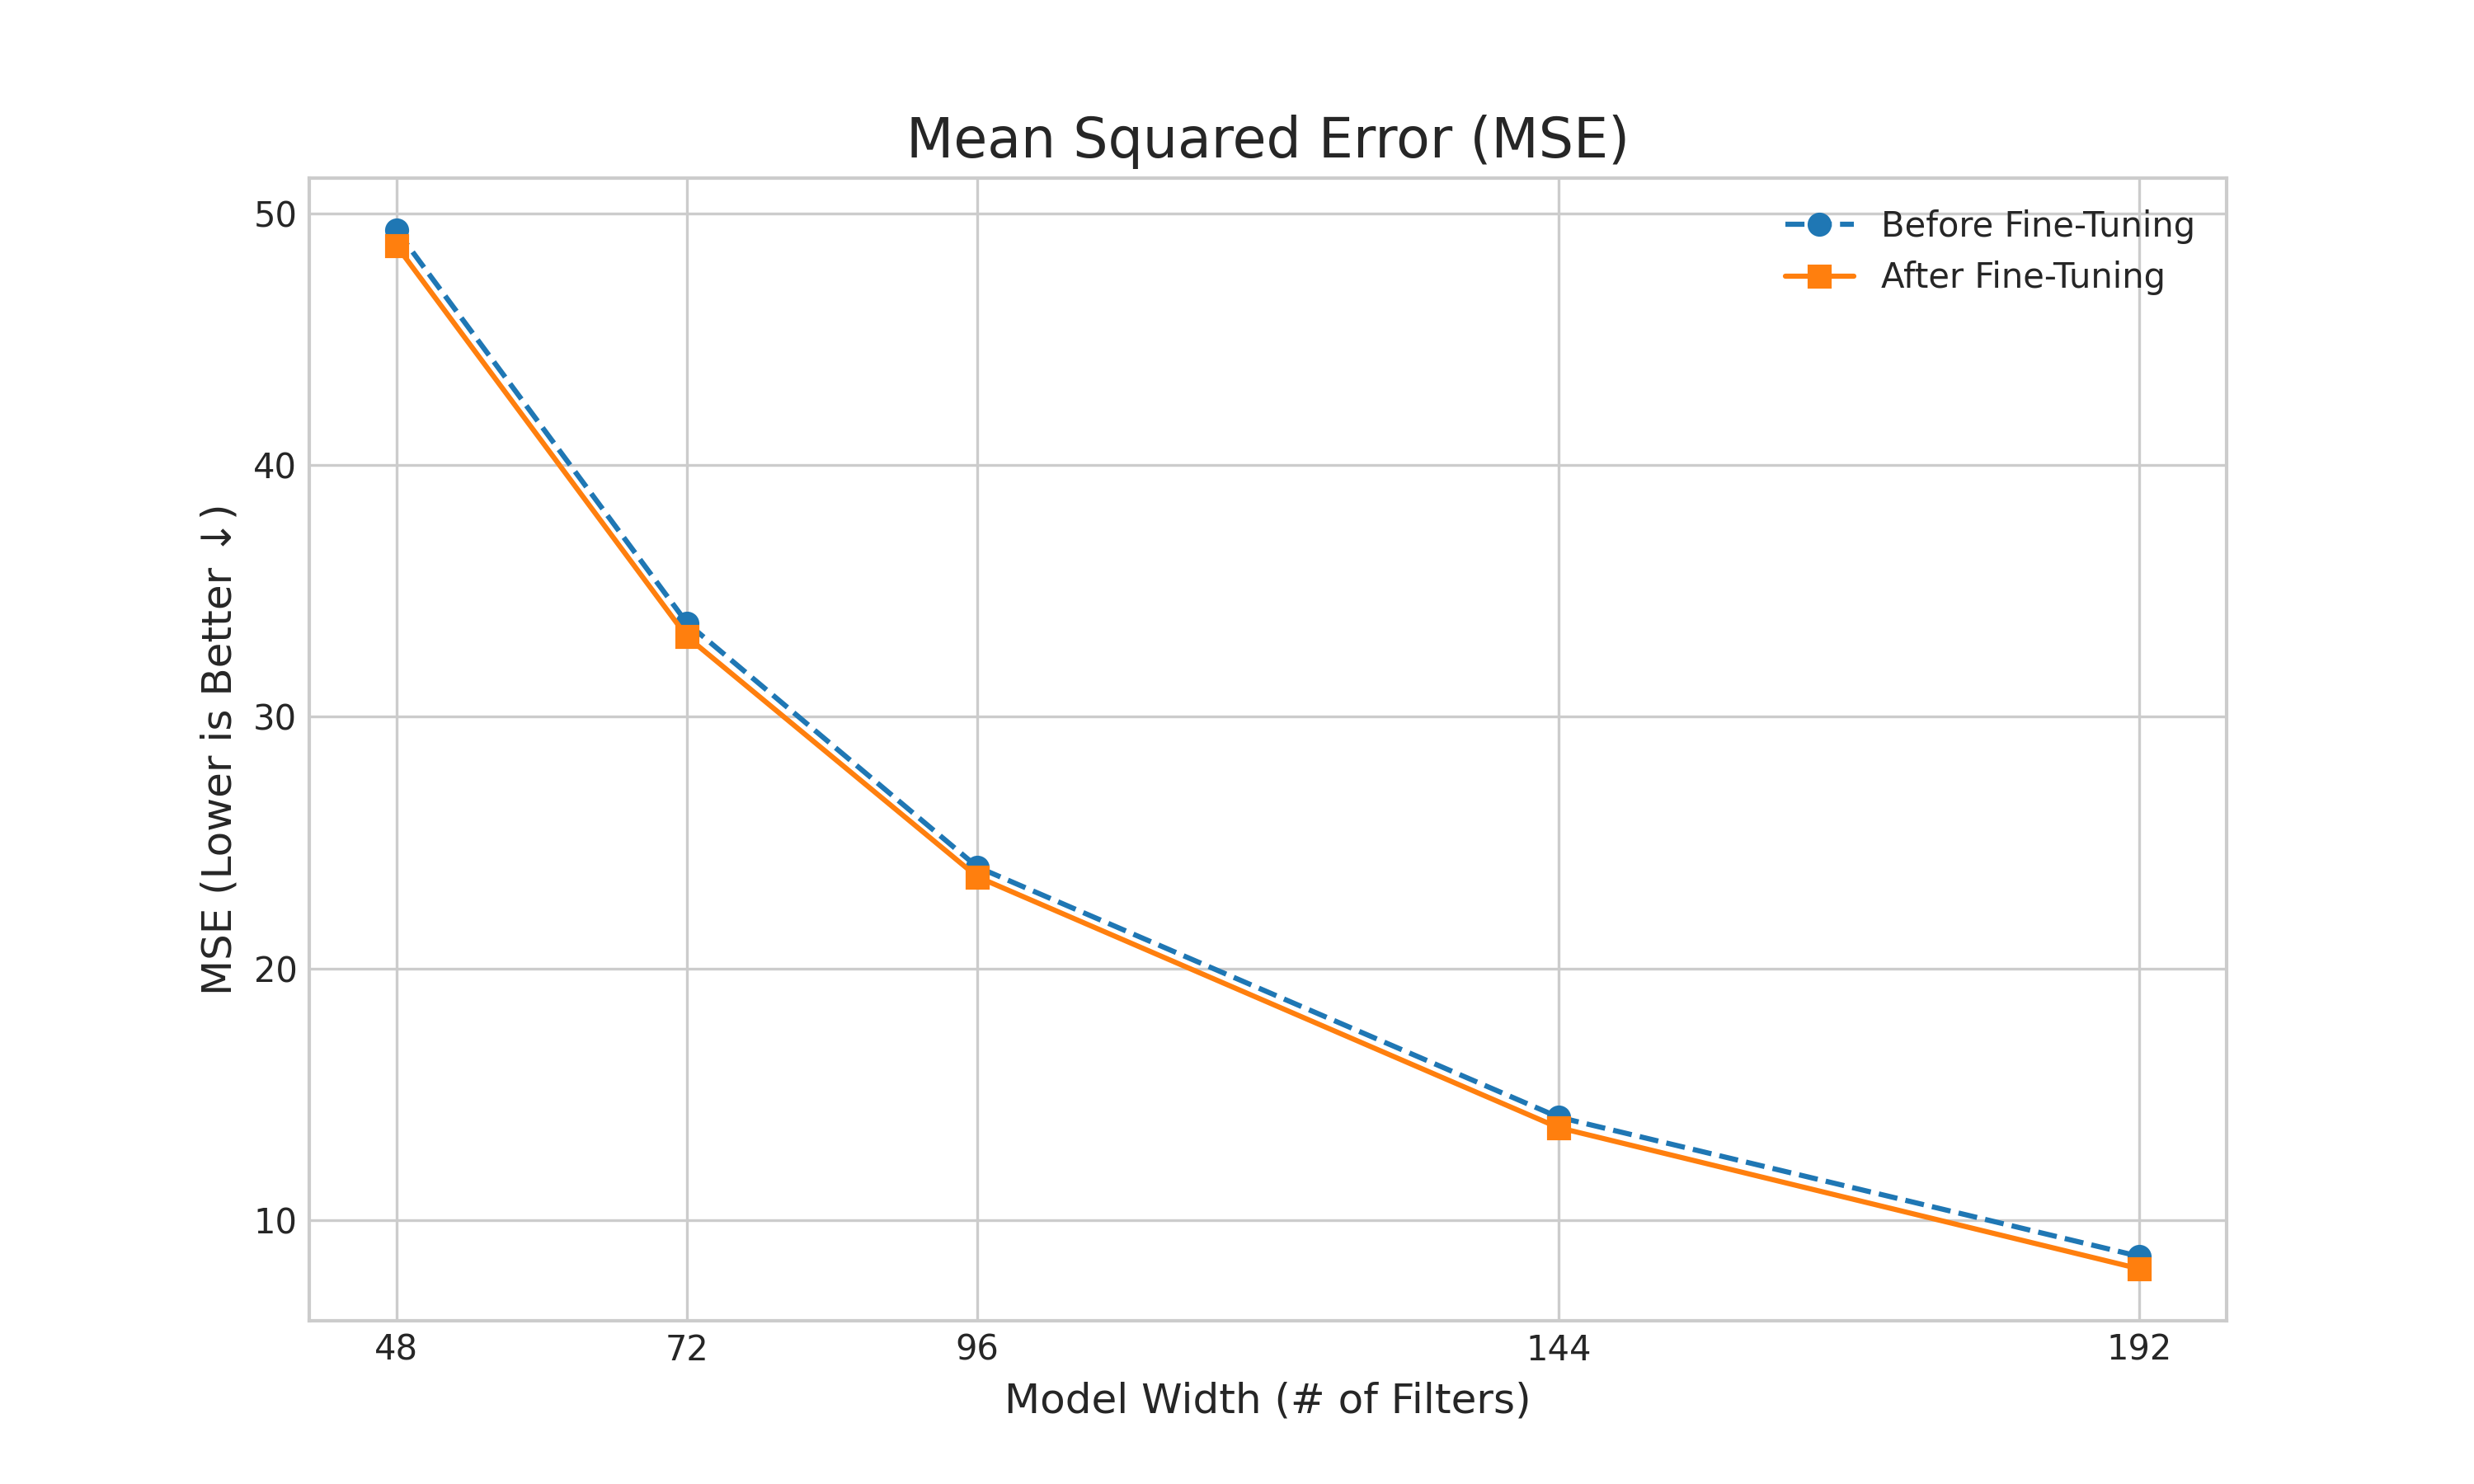 Mean Squared Error (MSE)
Before Fine-Tuning
After Fine-Tuning
MSE (Lower is Better ↓)
50
40
30
20
10
48
72
96
144
192
Model Width (# of Filters)